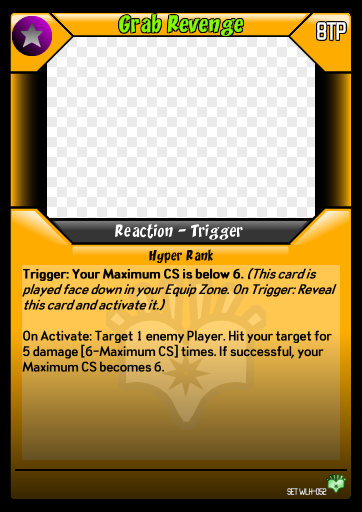 Grab Revenge
8TP
Reaction - Trigger
Hyper Rank
Trigger: Your Maximum CS is below 6. (This card is
played face down in your Equip Zone. On Trigger: Reveal
this card and activate it.)
On Activate: Target 1 enemy Player. Hit your target for
5 damage [6-Maximum CS] times. If successful, your
Maximum CS becomes 6.
SET WLH-052